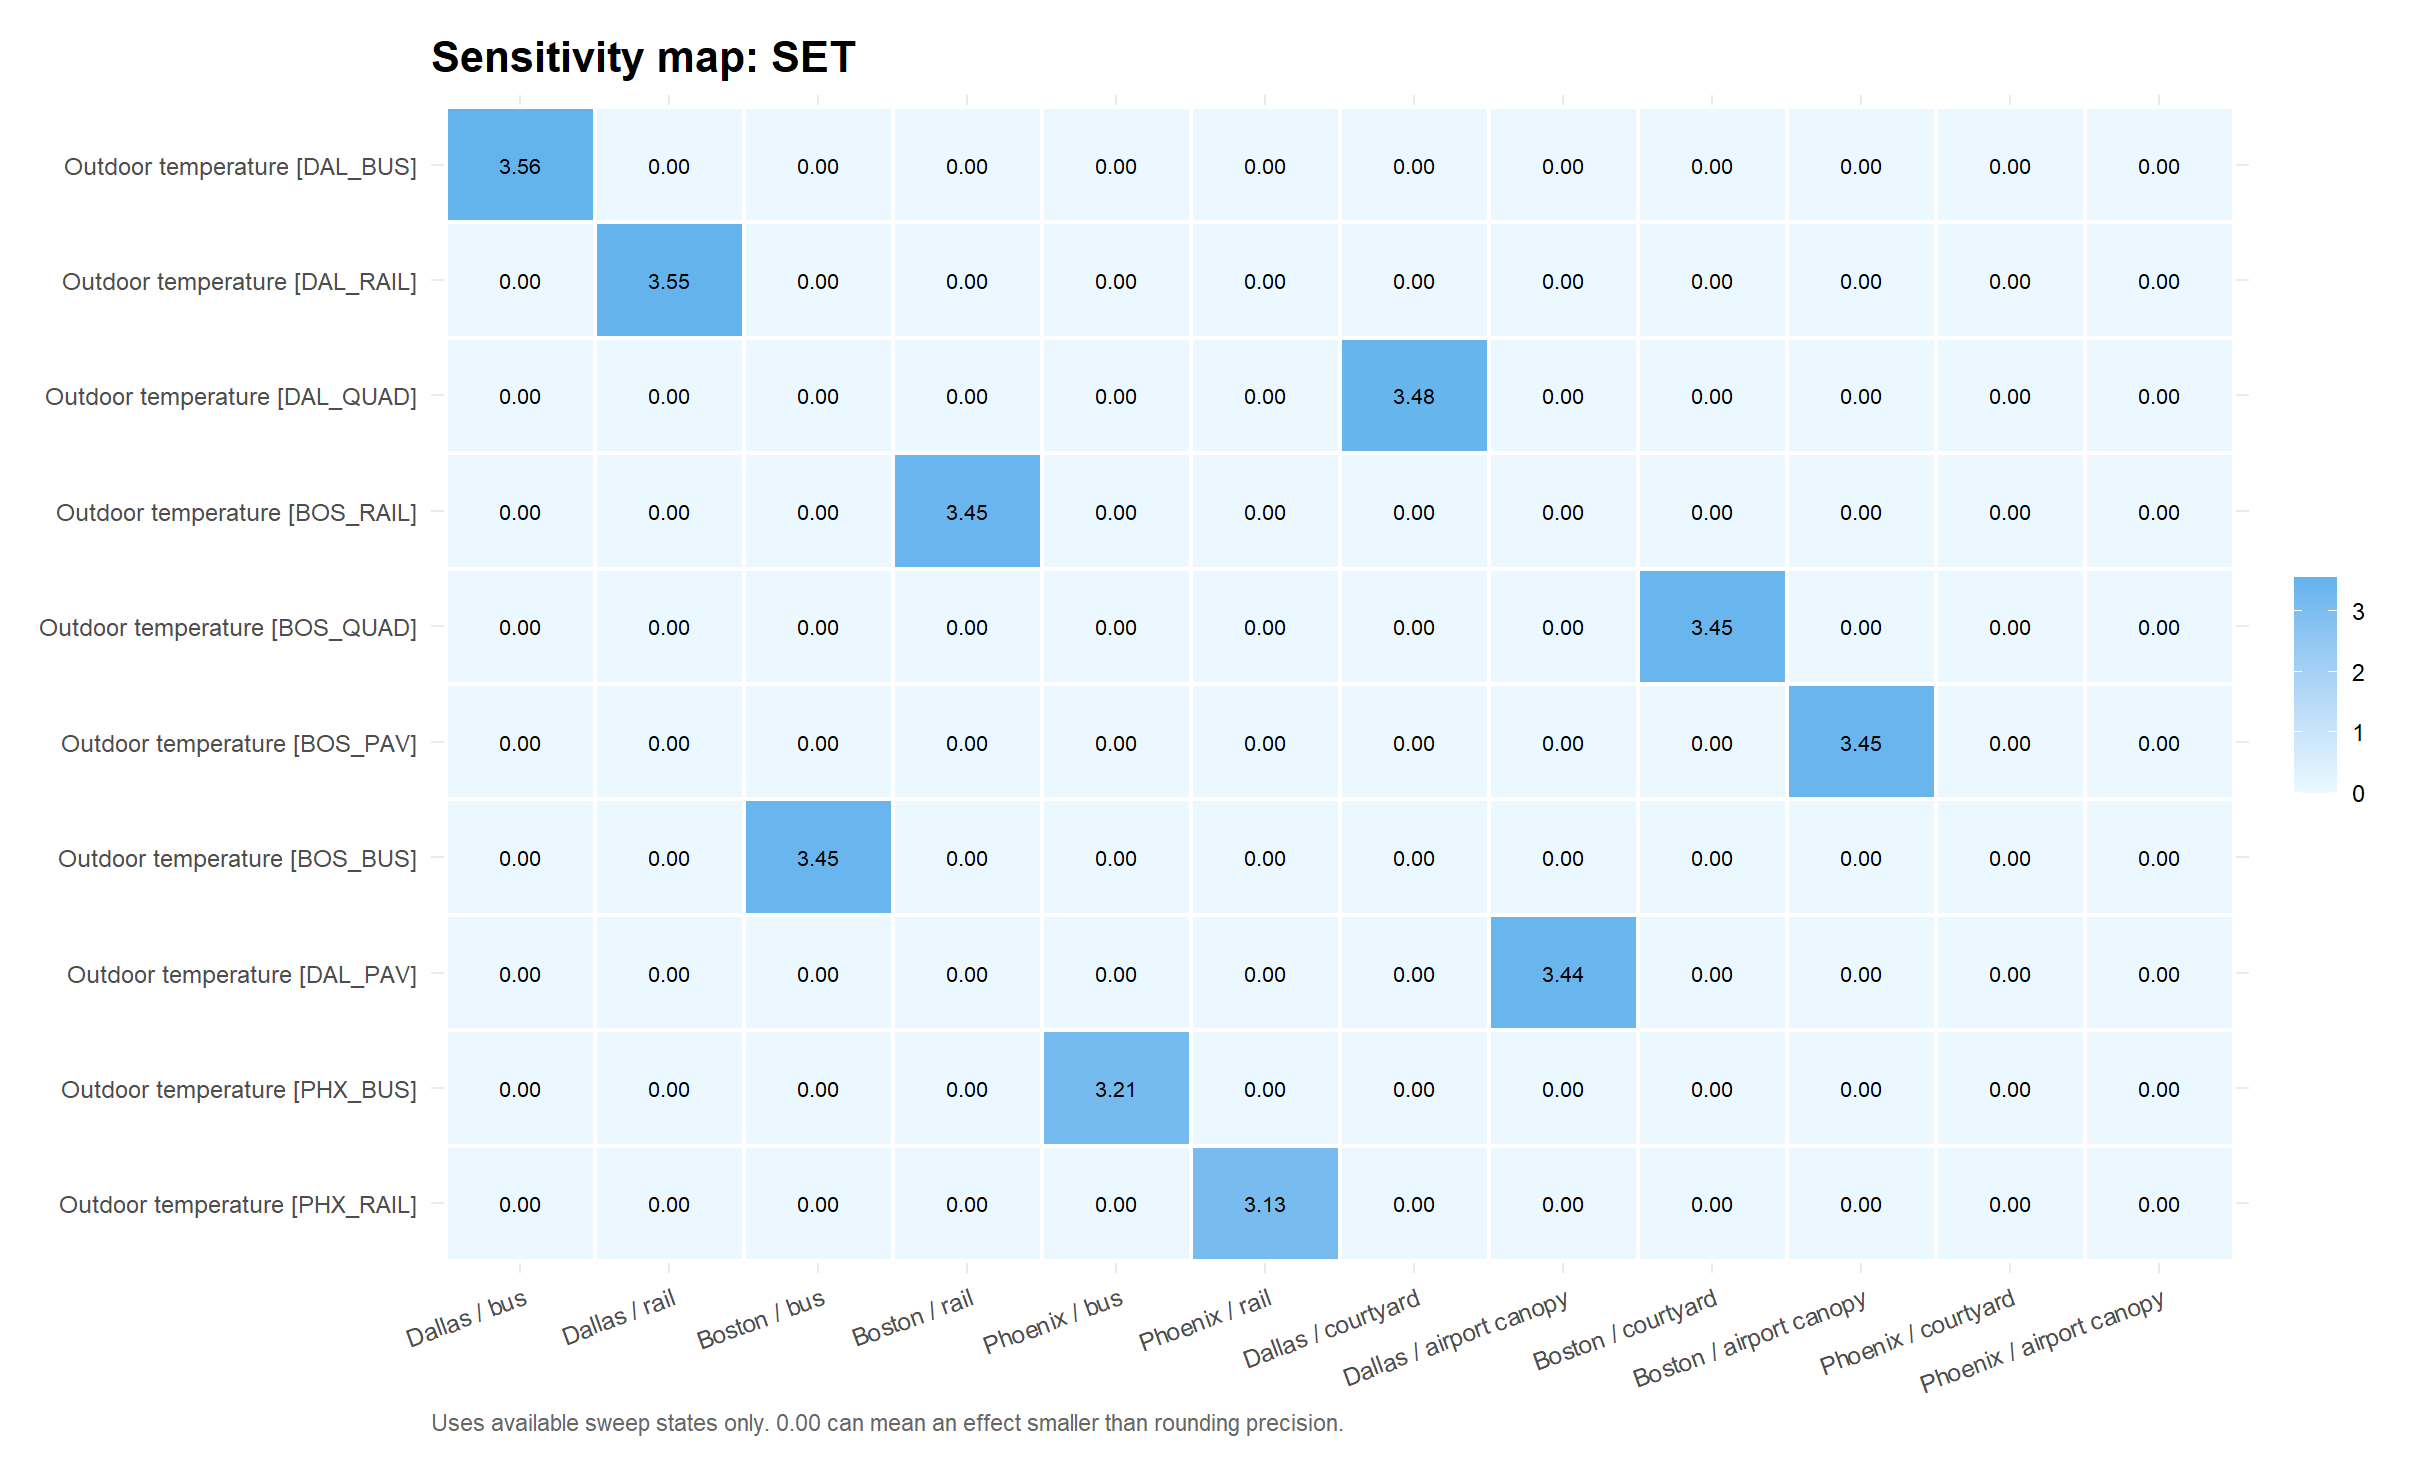 Sensitivity map: SET
Outdoor temperature [DAL_BUS] 3.56 0.00 0.00 0.00 0.00 0.00 0.00 0.00 0.00 0.00 0.00 0.00
Outdoor temperature [DAL_RAIL] 0.00 3.55 0.00 0.00 0.00 0.00 0.00 0.00 0.00 0.00 0.00 0.00
Outdoor temperature [DAL_QUAD] 0.00 0.00 0.00 0.00 0.00 0.00 3.48 0.00 0.00 0.00 0.00 0.00
Outdoor temperature [BOS_RAIL] 0.00 0.00 0.00 3.45 0.00 0.00 0.00 0.00 0.00 0.00 0.00 0.00
Outdoor temperature [BOS_QUAD] 0.00 0.00 0.00 0.00 0.00 0.00 0.00 0.00 3.45 0.00 0.00 0.00
Outdoor temperature [BOS_PAV] 0.00 0.00 0.00 0.00 0.00 0.00 0.00 0.00 0.00 3.45 0.00 0.00
Outdoor temperature [BOS_BUS] 0.00 0.00 3.45 0.00 0.00 0.00 0.00 0.00 0.00 0.00 0.00 0.00
Outdoor temperature [DAL_PAV] 0.00 0.00 0.00 0.00 0.00 0.00 0.00 3.44 0.00 0.00 0.00 0.00
Outdoor temperature [PHX_BUS] 0.00 0.00 0.00 0.00 3.21 0.00 0.00 0.00 0.00 0.00 0.00 0.00
Outdoor temperature [PHX_RAIL] 0.00 0.00 0.00 0.00 0.00 3.13 0.00 0.00 0.00 0.00 0.00 0.00
Dallas / bus
Dallas / rail
Boston / bus
Boston / rail
Phoenix / bus
Phoenix / rail
Dallas / courtyard
Dallas / airport canopy
Boston / courtyard
Boston / airport canopy
Phoenix / courtyard
Phoenix / airport canopy
3
2
1
0
Uses available sweep states only. 0.00 can mean an effect smaller than rounding precision.